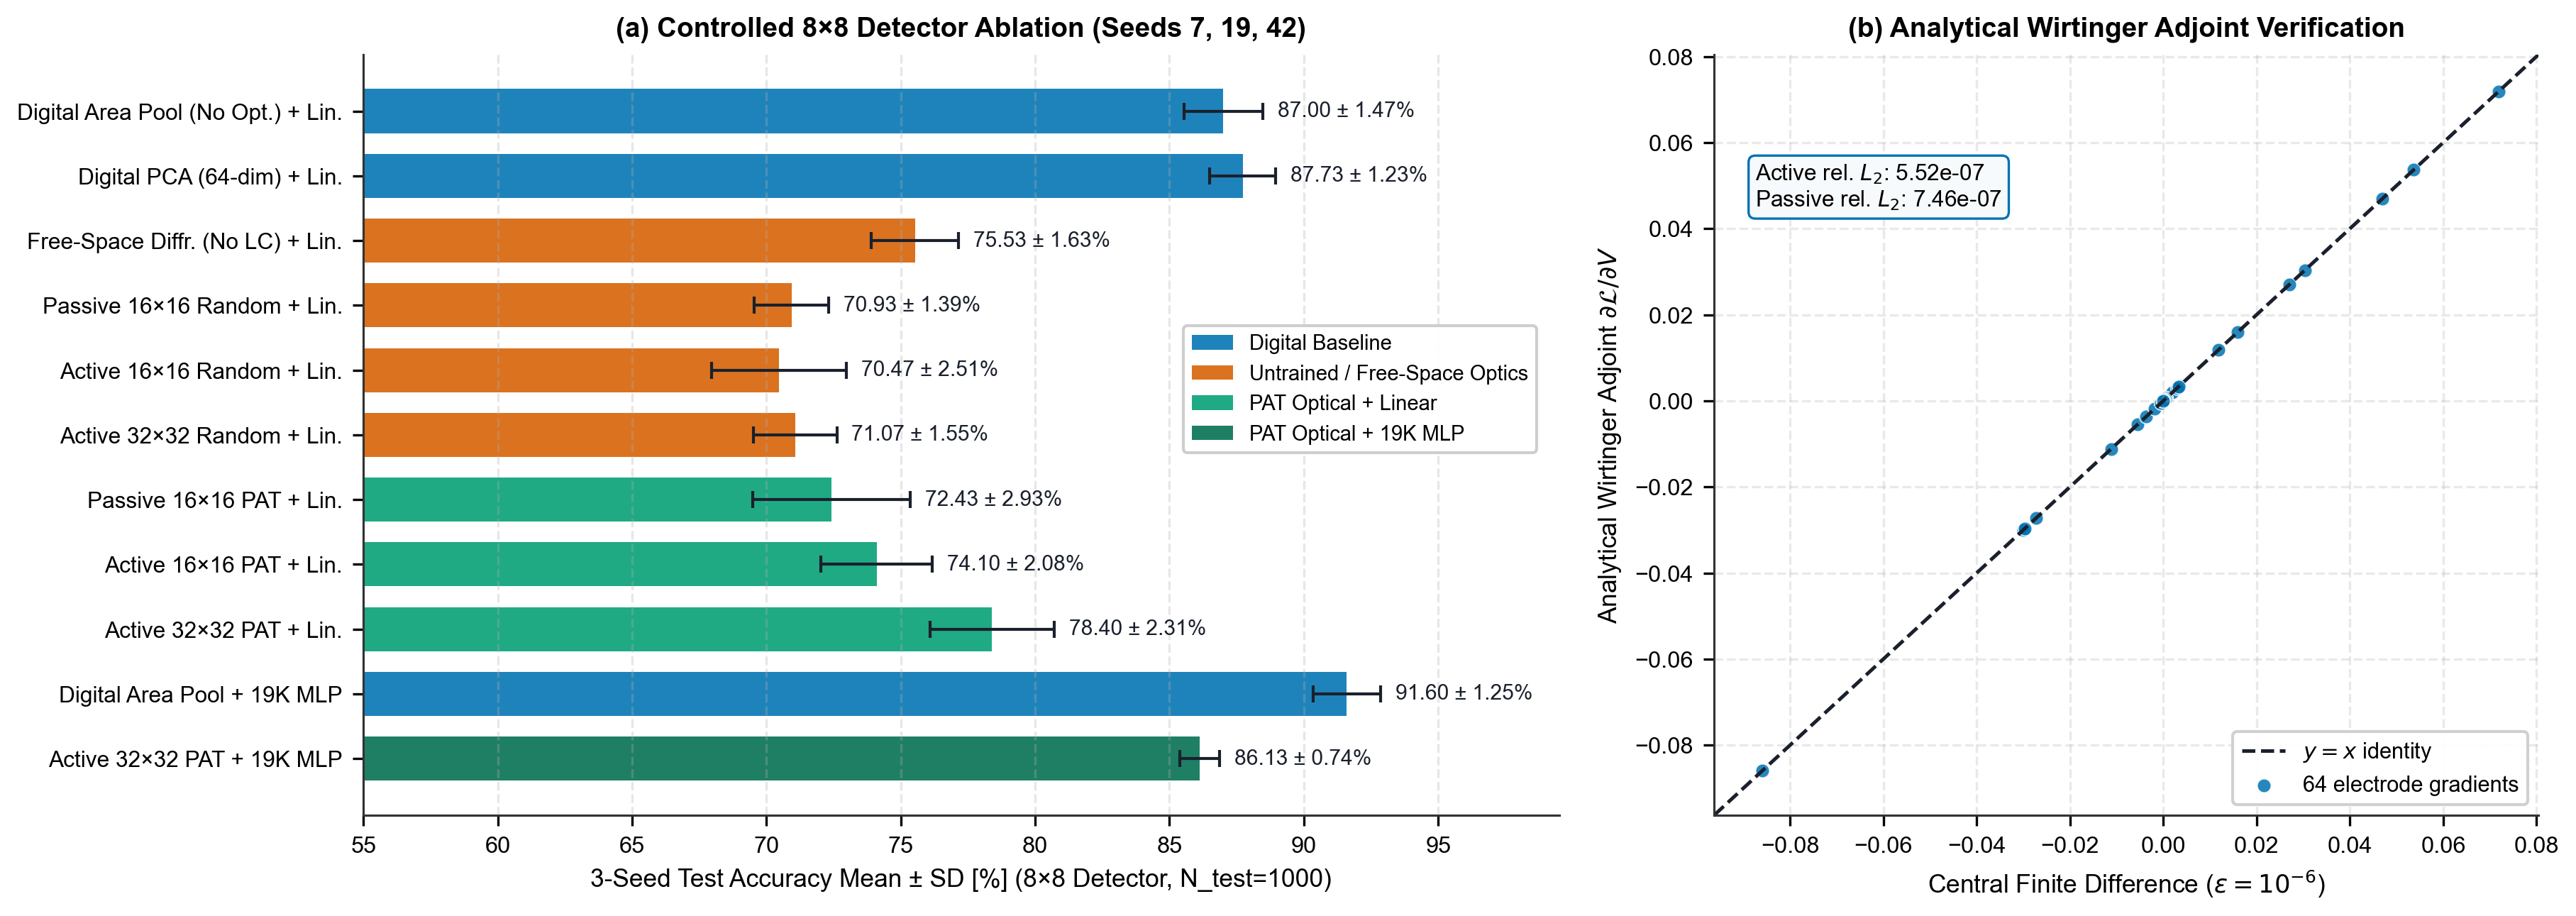 (a) Controlled 8×8 Detector Ablation (Seeds 7, 19, 42)
Digital Area Pool (No Opt.) + Lin.
87.00 ± 1.47%
Digital PCA (64-dim) + Lin.
87.73 ± 1.23%
Free-Space Diffr. (No LC) + Lin.
75.53 ± 1.63%
Passive 16×16 Random + Lin.
70.93 ± 1.39%
Active 16×16 Random + Lin.
70.47 ± 2.51%
Active 32×32 Random + Lin.
71.07 ± 1.55%
Passive 16×16 PAT + Lin.
72.43 ± 2.93%
Active 16×16 PAT + Lin.
74.10 ± 2.08%
Active 32×32 PAT + Lin.
78.40 ± 2.31%
Digital Area Pool + 19K MLP
91.60 ± 1.25%
Active 32×32 PAT + 19K MLP
86.13 ± 0.74%
Digital Baseline
Untrained / Free-Space Optics
PAT Optical + Linear
PAT Optical + 19K MLP
55 60 65 70 75 80 85 90 95
3-Seed Test Accuracy Mean ± SD [%] (8×8 Detector, N_test=1000)
(b) Analytical Wirtinger Adjoint Verification
Analytical Wirtinger Adjoint ∂ℒ/∂V
0.08
0.06
0.04
0.02
0.00
−0.02
−0.04
−0.06
−0.08
Active rel. L₂: 5.52e-07
Passive rel. L₂: 7.46e-07
y = x identity
64 electrode gradients
−0.08 −0.06 −0.04 −0.02 0.00 0.02 0.04 0.06 0.08
Central Finite Difference (ε = 10⁻⁶)